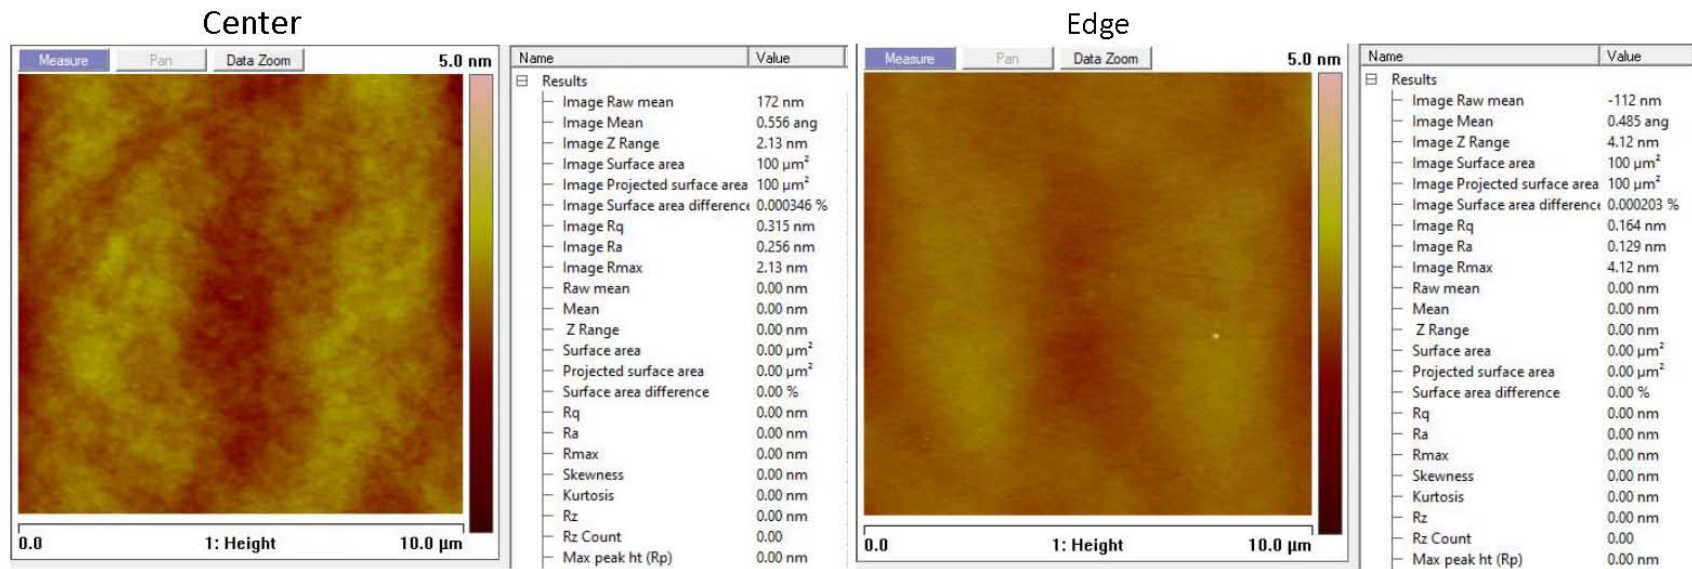 Center
Measure Pan Data Zoom 5.0 nm
0.0 1: Height 10.0 µm
Name Value
Results
Image Raw mean 172 nm
Image Mean 0.556 ang
Image Z Range 2.13 nm
Image Surface area 100 µm²
Image Projected surface area 100 µm²
Image Surface area difference 0.000346 %
Image Rq 0.315 nm
Image Ra 0.256 nm
Image Rmax 2.13 nm
Raw mean 0.00 nm
Mean 0.00 nm
Z Range 0.00 nm
Surface area 0.00 µm²
Projected surface area 0.00 µm²
Surface area difference 0.00 %
Rq 0.00 nm
Ra 0.00 nm
Rmax 0.00 nm
Skewness 0.00 nm
Kurtosis 0.00 nm
Rz 0.00 nm
Rz Count 0.00
Max peak ht (Rp) 0.00 nm
Edge
Measure Pan Data Zoom 5.0 nm
0.0 1: Height 10.0 µm
Name Value
Results
Image Raw mean -112 nm
Image Mean 0.485 ang
Image Z Range 4.12 nm
Image Surface area 100 µm²
Image Projected surface area 100 µm²
Image Surface area difference 0.000203 %
Image Rq 0.164 nm
Image Ra 0.129 nm
Image Rmax 4.12 nm
Raw mean 0.00 nm
Mean 0.00 nm
Z Range 0.00 nm
Surface area 0.00 µm²
Projected surface area 0.00 µm²
Surface area difference 0.00 %
Rq 0.00 nm
Ra 0.00 nm
Rmax 0.00 nm
Skewness 0.00 nm
Kurtosis 0.00 nm
Rz 0.00 nm
Rz Count 0.00
Max peak ht (Rp) 0.00 nm